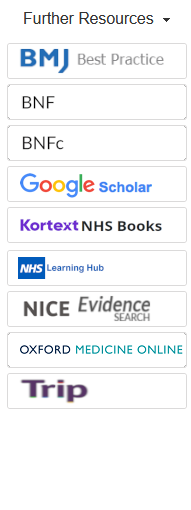 Further Resources
BMJ Best Practice
BNF
BNFc
Google Scholar
Kortext NHS Books
NHS Learning Hub
NICE Evidence
SEARCH
OXFORD MEDICINE ONLINE
Trip